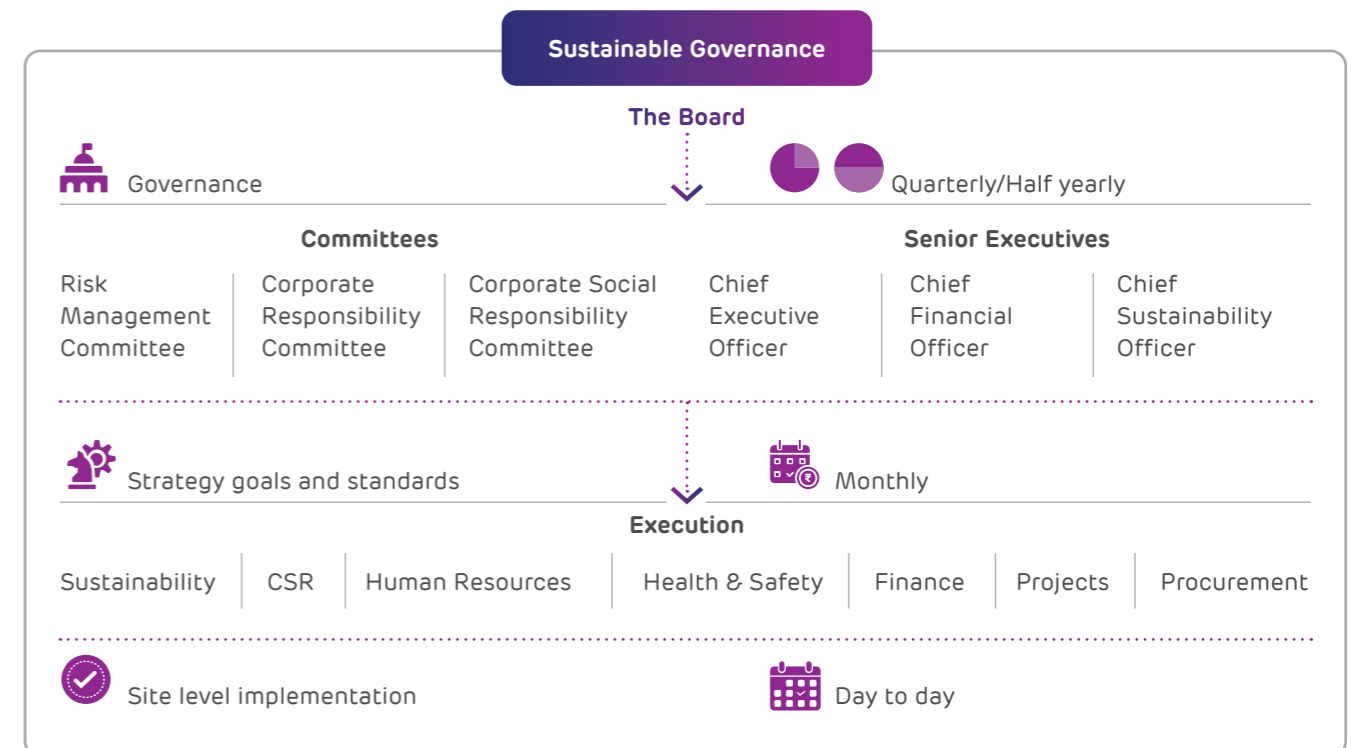 Sustainable Governance
The Board
Governance
Quarterly/Half yearly
Committees
Senior Executives
Risk
Management
Committee
Corporate
Responsibility
Committee
Corporate Social
Responsibility
Committee
Chief
Executive
Officer
Chief
Financial
Officer
Chief
Sustainability
Officer
Strategy goals and standards
₹
Monthly
Execution
Sustainability
CSR
Human Resources
Health & Safety
Finance
Projects
Procurement
Site level implementation
Day to day